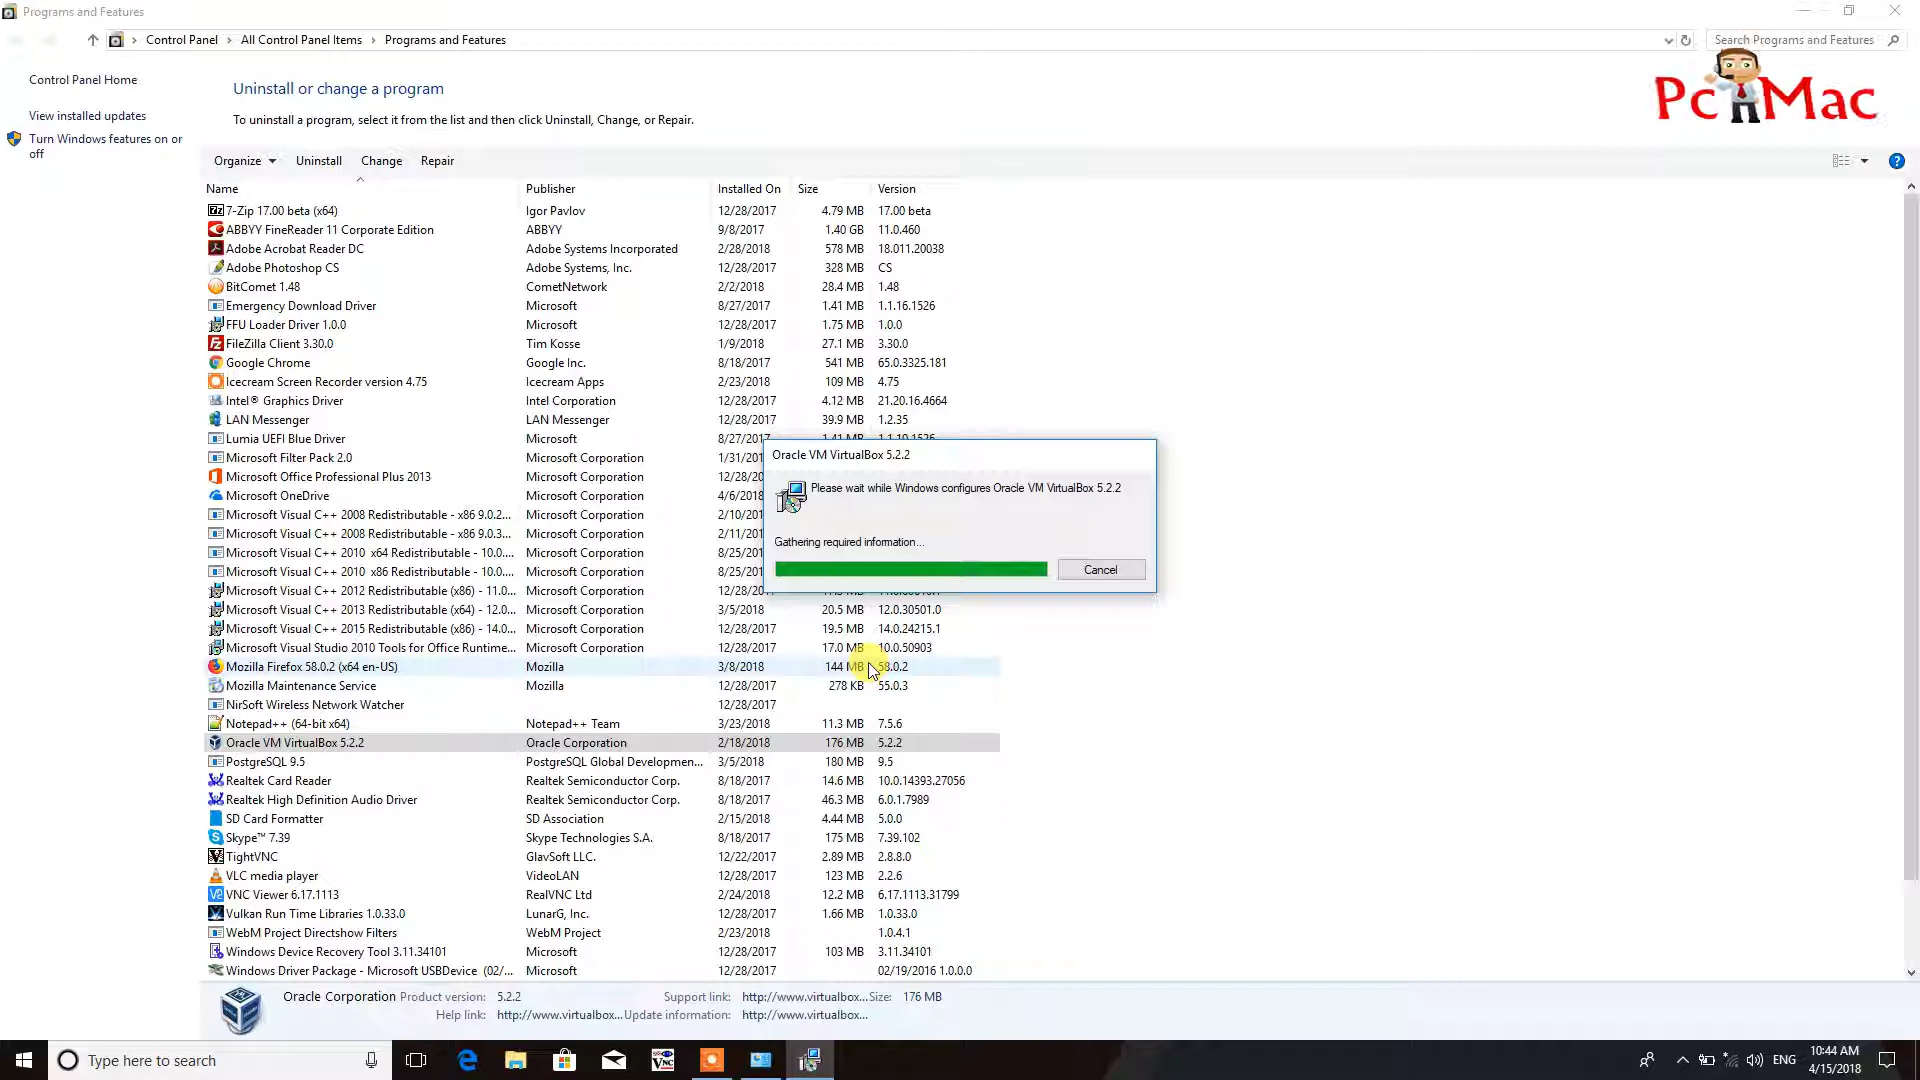 Programs and Features
Control Panel > All Control Panel Items > Programs and Features
Search Programs and Features
Control Panel Home
View installed updates
Turn Windows features on or
off
Uninstall or change a program
To uninstall a program, select it from the list and then click Uninstall, Change, or Repair.
Pc Mac
Organize Uninstall Change Repair
Name Publisher Installed On Size Version
7-Zip 17.00 beta (x64) Igor Pavlov 12/28/2017 4.79 MB 17.00 beta
ABBYY FineReader 11 Corporate Edition ABBYY 9/8/2017 1.40 GB 11.0.460
Adobe Acrobat Reader DC Adobe Systems Incorporated 2/28/2018 578 MB 18.011.20038
Adobe Photoshop CS Adobe Systems, Inc. 12/28/2017 328 MB CS
BitComet 1.48 CometNetwork 2/2/2018 28.4 MB 1.48
Emergency Download Driver Microsoft 8/27/2017 1.41 MB 1.1.16.1526
FFU Loader Driver 1.0.0 Microsoft 12/28/2017 1.75 MB 1.0.0
FileZilla Client 3.30.0 Tim Kosse 1/9/2018 27.1 MB 3.30.0
Google Chrome Google Inc. 8/18/2017 541 MB 65.0.3325.181
Icecream Screen Recorder version 4.75 Icecream Apps 2/23/2018 109 MB 4.75
Intel® Graphics Driver Intel Corporation 12/28/2017 4.12 MB 21.20.16.4664
LAN Messenger LAN Messenger 12/28/2017 39.9 MB 1.2.35
Lumia UEFI Blue Driver Microsoft 8/27/2017 1.41 MB 1.1.10.1526
Microsoft Filter Pack 2.0 Microsoft Corporation 1/31/201
Microsoft Office Professional Plus 2013 Microsoft Corporation 12/28/20
Microsoft OneDrive Microsoft Corporation 4/6/2018
Microsoft Visual C++ 2008 Redistributable - x86 9.0.2... Microsoft Corporation 2/10/201
Microsoft Visual C++ 2008 Redistributable - x86 9.0.3... Microsoft Corporation 2/11/201
Microsoft Visual C++ 2010 x64 Redistributable - 10.0.... Microsoft Corporation 8/25/201
Microsoft Visual C++ 2010 x86 Redistributable - 10.0.... Microsoft Corporation 8/25/201
Microsoft Visual C++ 2012 Redistributable (x86) - 11.0... Microsoft Corporation 12/28/2017
Microsoft Visual C++ 2013 Redistributable (x64) - 12.0... Microsoft Corporation 3/5/2018 20.5 MB 12.0.30501.0
Microsoft Visual C++ 2015 Redistributable (x86) - 14.0... Microsoft Corporation 12/28/2017 19.5 MB 14.0.24215.1
Microsoft Visual Studio 2010 Tools for Office Runtime... Microsoft Corporation 12/28/2017 17.0 MB 10.0.50903
Mozilla Firefox 58.0.2 (x64 en-US) Mozilla 3/8/2018 144 MB 58.0.2
Mozilla Maintenance Service Mozilla 12/28/2017 278 KB 55.0.3
NirSoft Wireless Network Watcher 12/28/2017
Notepad++ (64-bit x64) Notepad++ Team 3/23/2018 11.3 MB 7.5.6
Oracle VM VirtualBox 5.2.2 Oracle Corporation 2/18/2018 176 MB 5.2.2
PostgreSQL 9.5 PostgreSQL Global Developmen... 3/5/2018 180 MB 9.5
Realtek Card Reader Realtek Semiconductor Corp. 8/18/2017 14.6 MB 10.0.14393.27056
Realtek High Definition Audio Driver Realtek Semiconductor Corp. 8/18/2017 46.3 MB 6.0.1.7989
SD Card Formatter SD Association 2/15/2018 4.44 MB 5.0.0
Skype™ 7.39 Skype Technologies S.A. 8/18/2017 175 MB 7.39.102
TightVNC GlavSoft LLC. 12/22/2017 2.89 MB 2.8.8.0
VLC media player VideoLAN 12/28/2017 123 MB 2.2.6
VNC Viewer 6.17.1113 RealVNC Ltd 2/24/2018 12.2 MB 6.17.1113.31799
Vulkan Run Time Libraries 1.0.33.0 LunarG, Inc. 12/28/2017 1.66 MB 1.0.33.0
WebM Project Directshow Filters WebM Project 2/23/2018 1.0.4.1
Windows Device Recovery Tool 3.11.34101 Microsoft 12/28/2017 103 MB 3.11.34101
Windows Driver Package - Microsoft USBDevice (02/... Microsoft 12/28/2017 02/19/2016 1.0.0.0
Oracle VM VirtualBox 5.2.2
Please wait while Windows configures Oracle VM VirtualBox 5.2.2
Gathering required information...
Cancel
Oracle Corporation Product version: 5.2.2 Support link: http://www.virtualbox... Size: 176 MB
Help link: http://www.virtualbox... Update information: http://www.virtualbox...
Type here to search
ENG
10:44 AM
4/15/2018